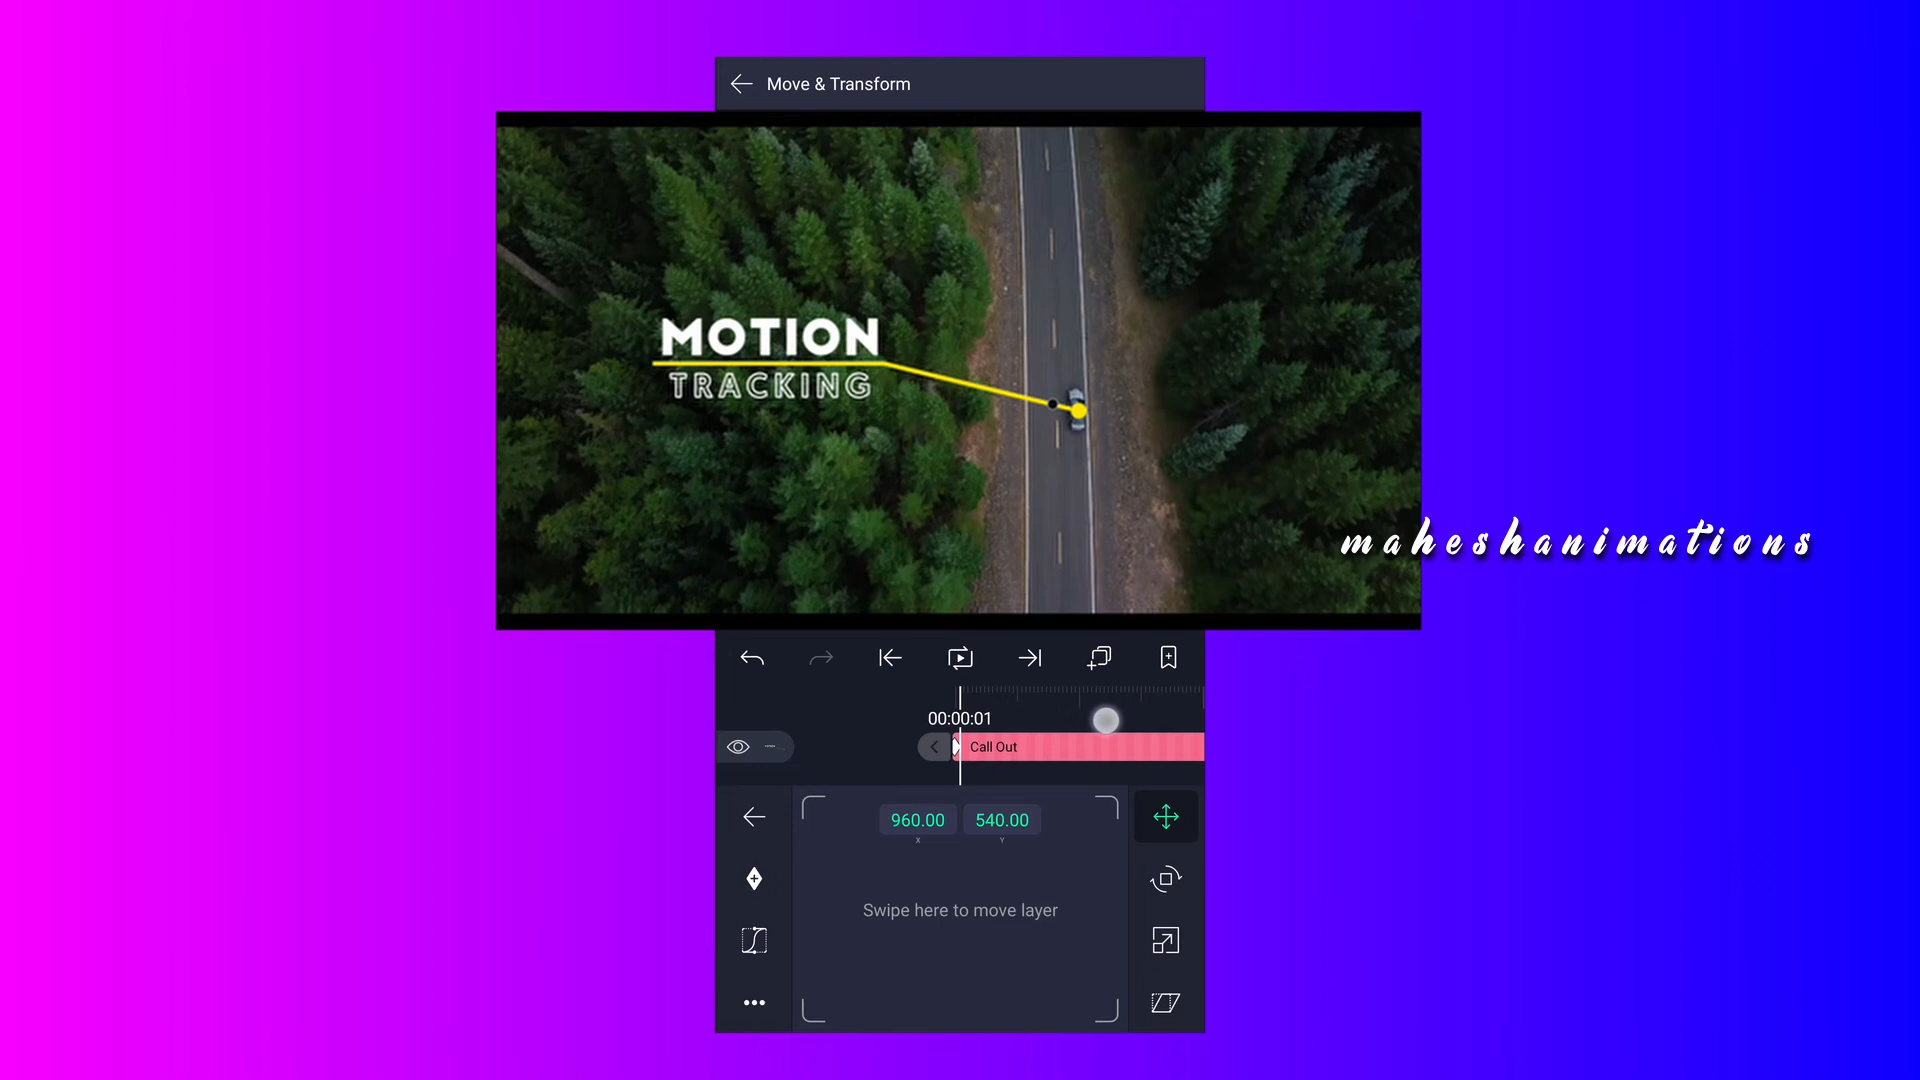 Move & Transform
MOTION
TRACKING
maheshanimations
00:00:01
Call Out
960.00 540.00
X Y
Swipe here to move layer